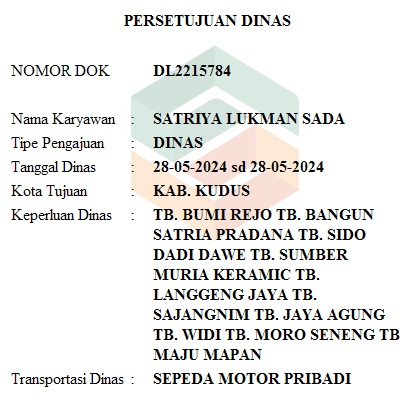 PERSETUJUAN DINAS
NOMOR DOK DL2215784
Nama Karyawan : SATRIYA LUKMAN SADA
Tipe Pengajuan : DINAS
Tanggal Dinas : 28-05-2024 sd 28-05-2024
Kota Tujuan : KAB. KUDUS
Keperluan Dinas : TB. BUMI REJO TB. BANGUN
SATRIA PRADANA TB. SIDO
DADI DAWE TB. SUMBER
MURIA KERAMIC TB.
LANGGENG JAYA TB.
SAJANGNIM TB. JAYA AGUNG
TB. WIDI TB. MORO SENENG TB
MAJU MAPAN
Transportasi Dinas : SEPEDA MOTOR PRIBADI